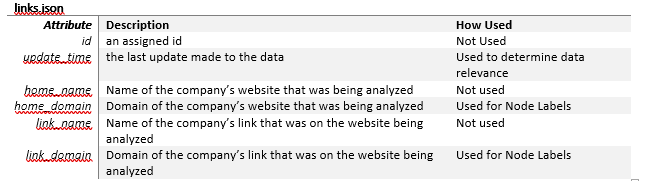 links.json
Attribute Description How Used
id an assigned id Not Used
update_time the last update made to the data Used to determine data
relevance
home_name Name of the company's website that was being analyzed Not used
home_domain Domain of the company's website that was being analyzed Used for Node Labels
link_name Name of the company's link that was on the website being Not used
analyzed
link_domain Domain of the company's link that was on the website being Used for Node Labels
analyzed